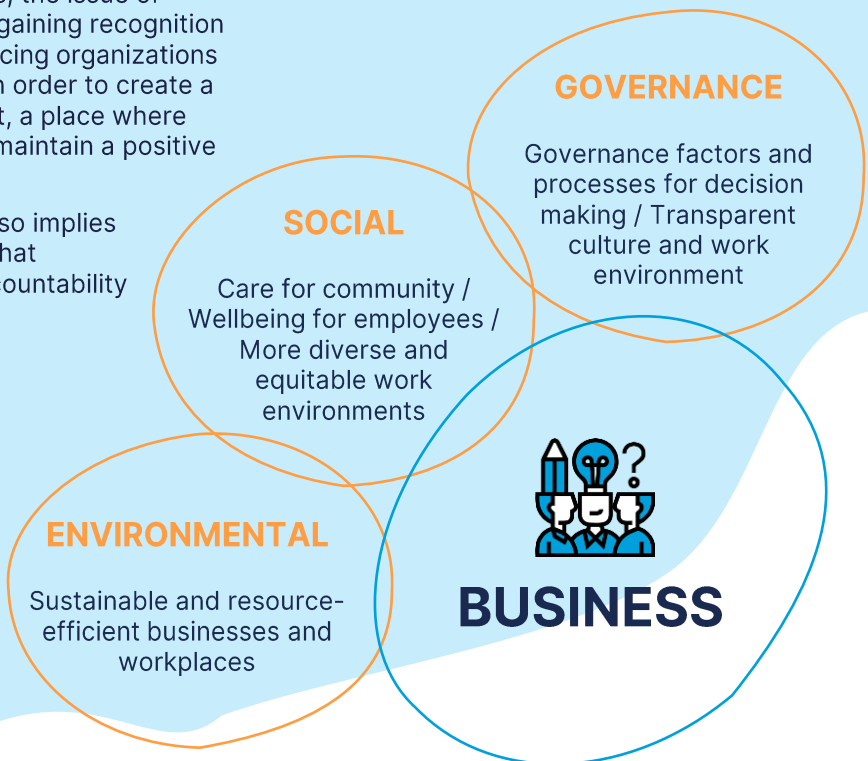 gaining recognition
cing organizations
n order to create a
t, a place where
maintain a positive
so implies
hat
countability
GOVERNANCE
Governance factors and
processes for decision
making / Transparent
culture and work
environment
SOCIAL
Care for community /
Wellbeing for employees /
More diverse and
equitable work
environments
ENVIRONMENTAL
Sustainable and resource-
efficient businesses and
workplaces
?
BUSINESS